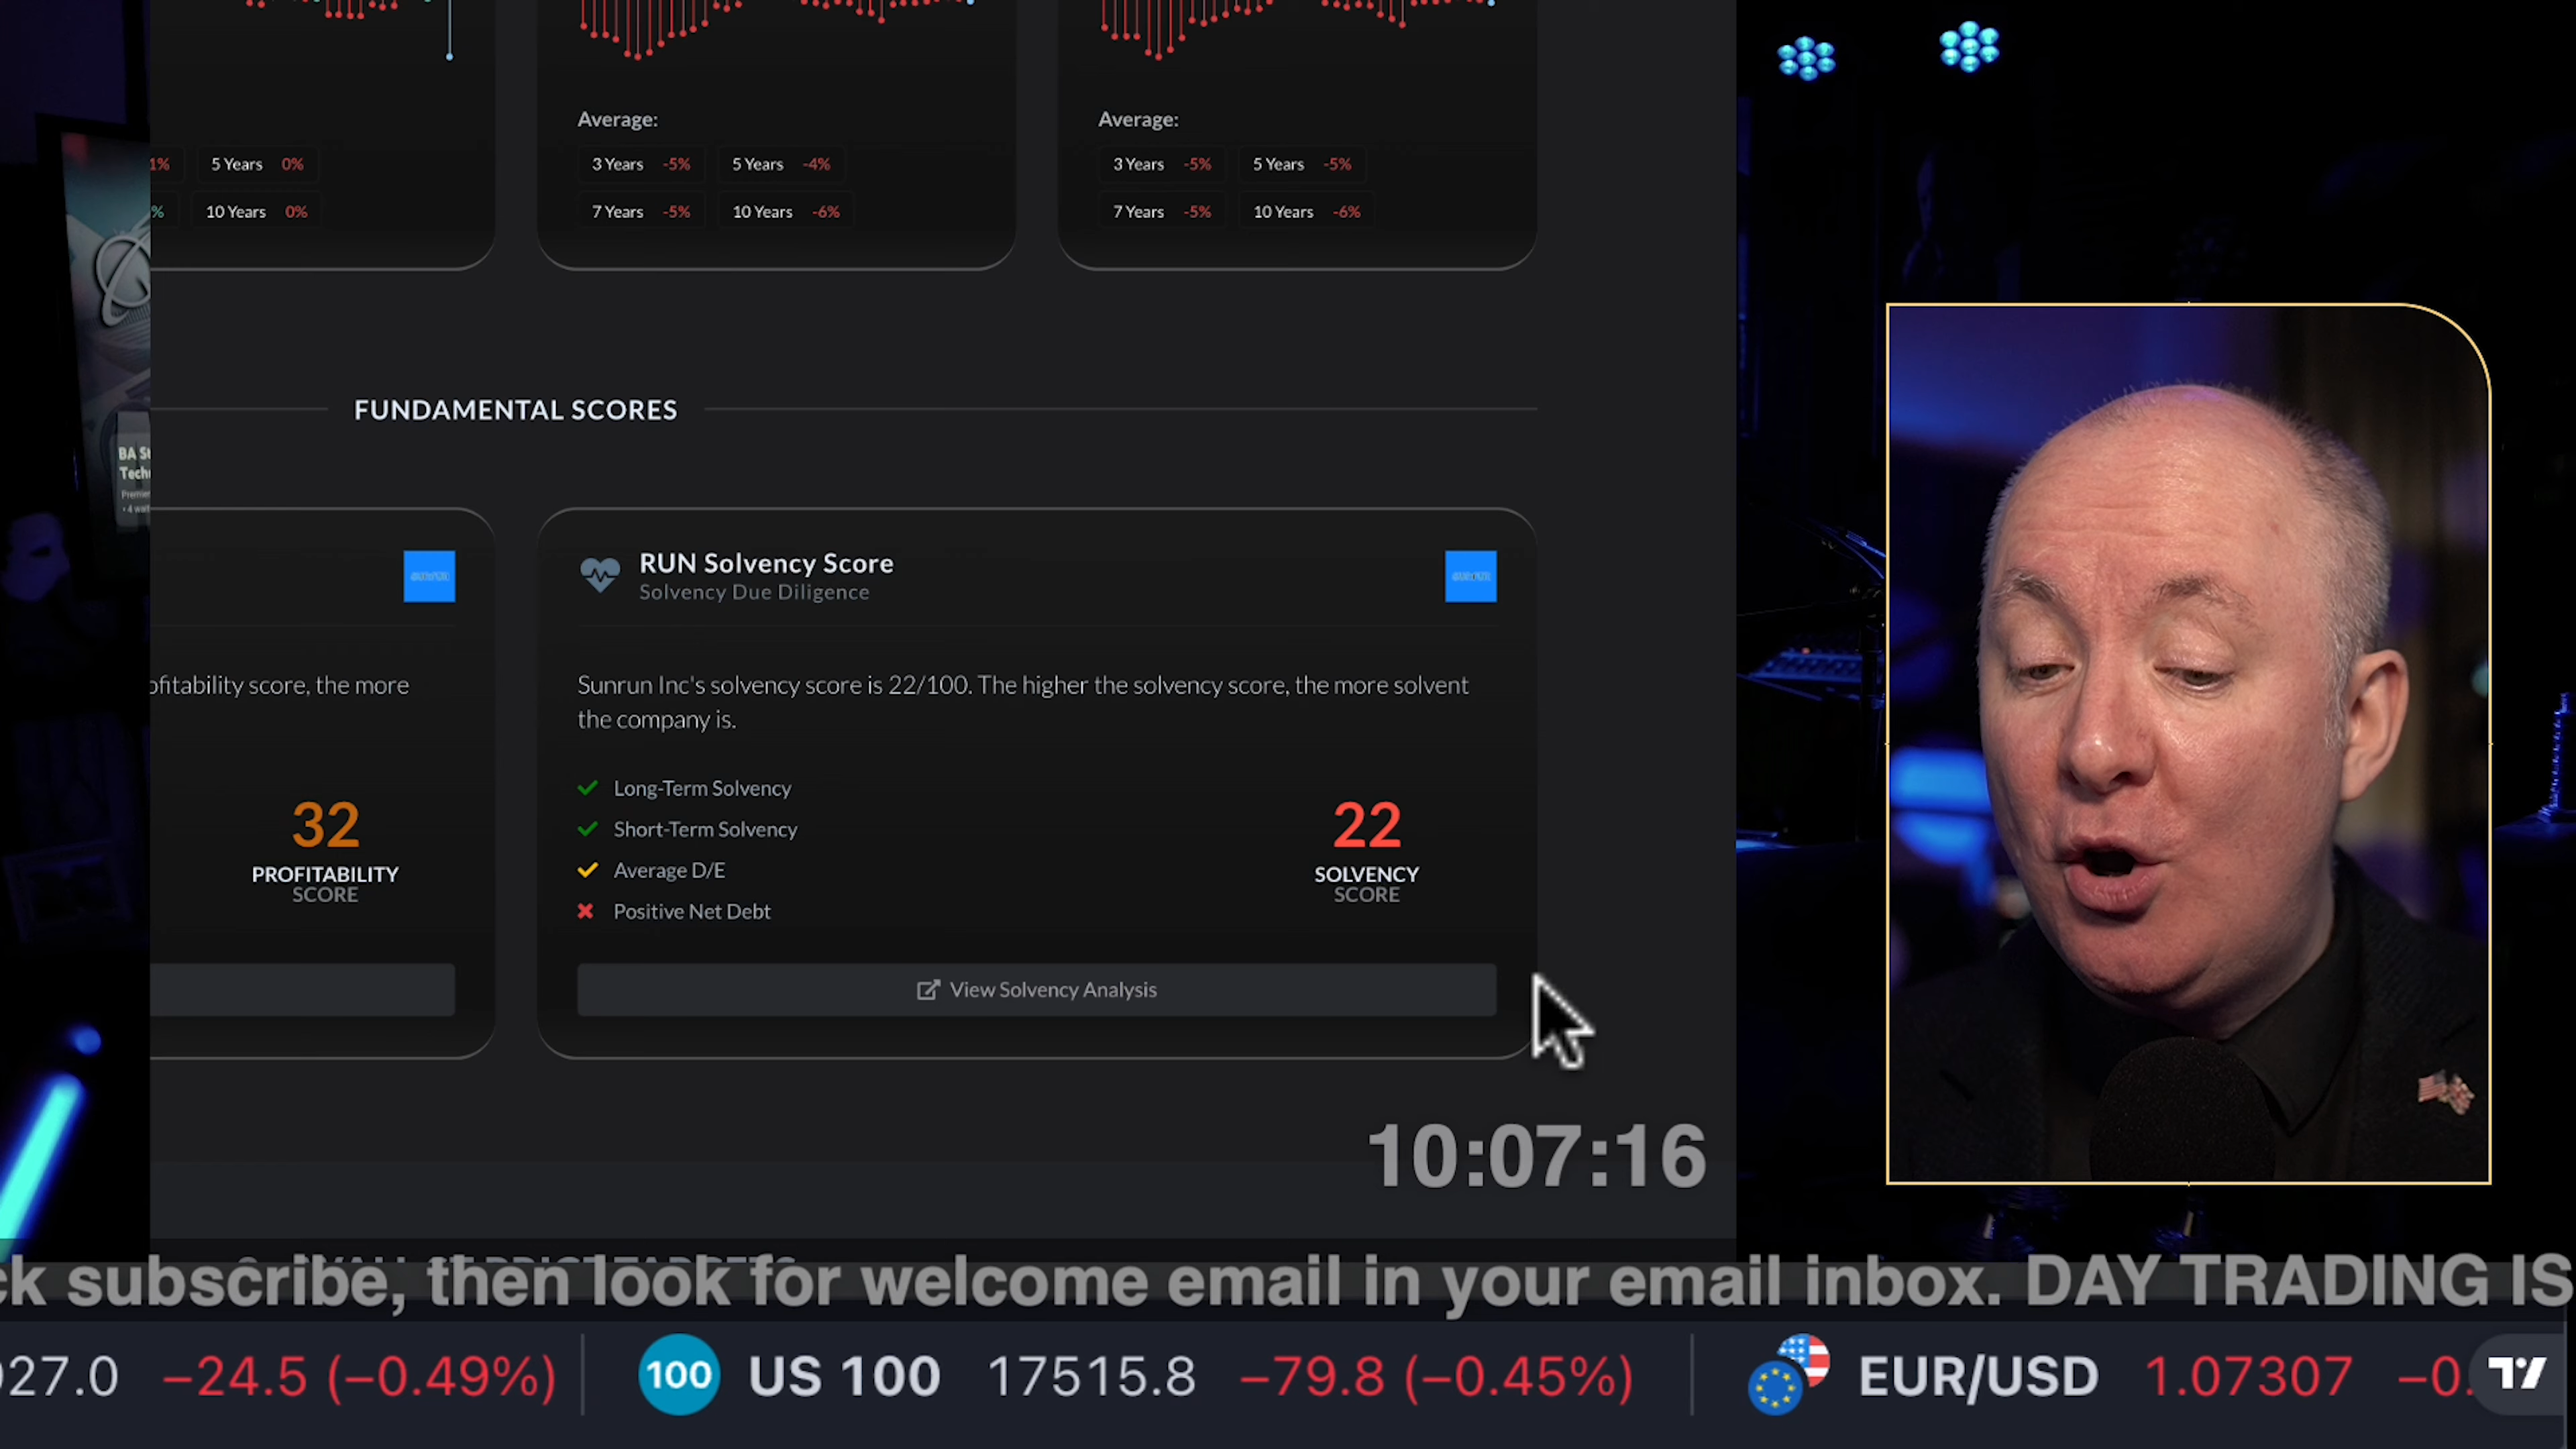 Average:
Average:
1%
5 Years 0%
3 Years -5%
5 Years -4%
3 Years -5%
5 Years -5%
%
10 Years 0%
7 Years -5%
10 Years -6%
7 Years -5%
10 Years -6%
FUNDAMENTAL SCORES
BA St
Tech
RUN Solvency Score
Solvency Due Diligence
ofitability score, the more
Sunrun Inc's solvency score is 22/100. The higher the solvency score, the more solvent
the company is.
32
PROFITABILITY
SCORE
Long-Term Solvency
Short-Term Solvency
Average D/E
Positive Net Debt
22
SOLVENCY
SCORE
View Solvency Analysis
10:07:16
ck subscribe, then look for welcome email in your email inbox. DAY TRADING IS
027.0 −24.5 (−0.49%)
100 US 100 17515.8 −79.8 (−0.45%)
EUR/USD 1.07307 −0.